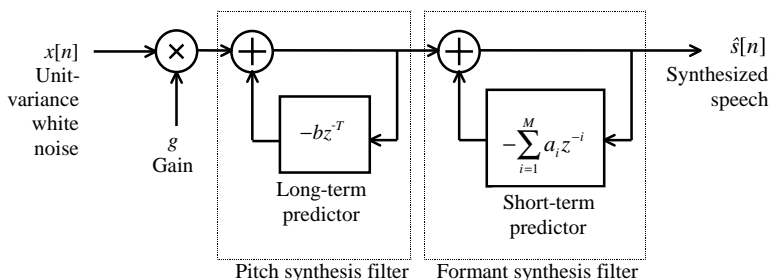 x[n]
Unit-
variance
white
noise
×
g
Gain
+
−bz^{-T}
Long-term
predictor
Pitch synthesis filter
+
−∑_{i=1}^{M} a_i z^{−i}
Short-term
predictor
Formant synthesis filter
ŝ[n]
Synthesized
speech